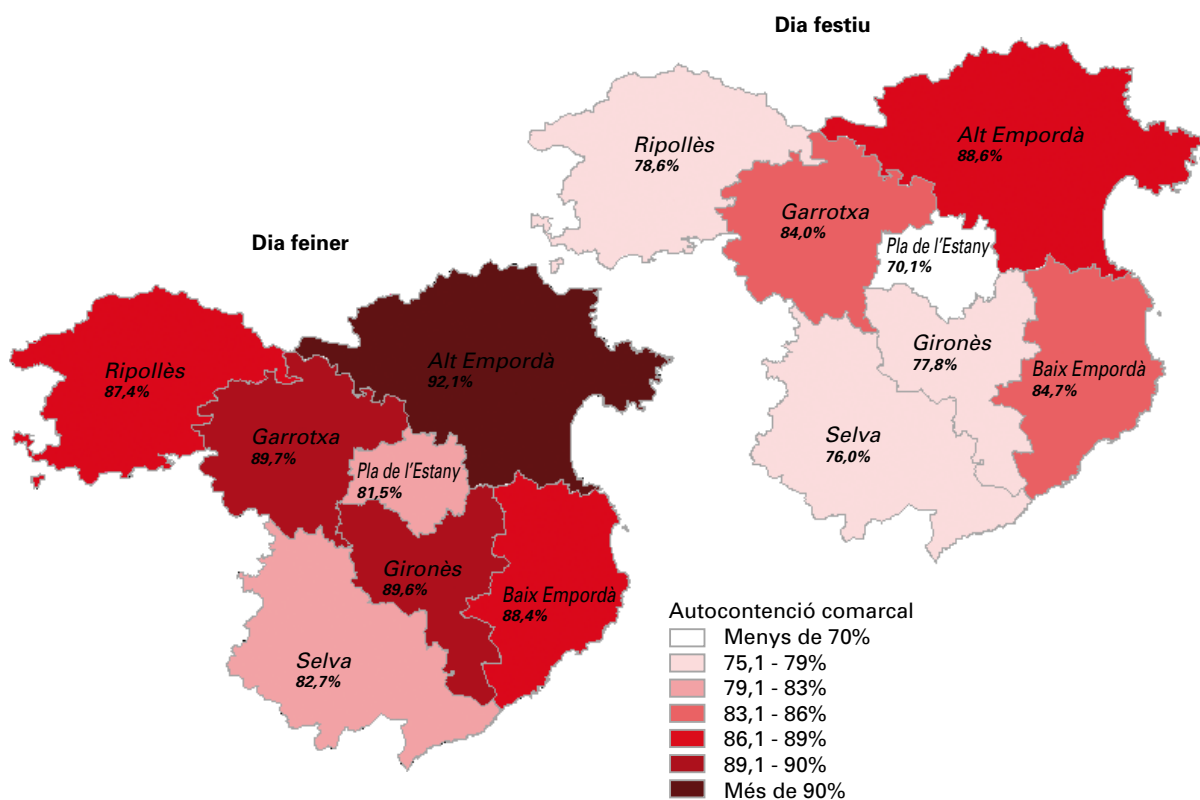 Dia festiu
Ripollès
78,6%
Alt Empordà
88,6%
Garrotxa
84,0%
Pla de l'Estany
70,1%
Gironès
77,8%
Baix Empordà
84,7%
Selva
76,0%
Dia feiner
Ripollès
87,4%
Alt Empordà
92,1%
Garrotxa
89,7%
Pla de l'Estany
81,5%
Gironès
89,6%
Baix Empordà
88,4%
Selva
82,7%
Autocontenció comarcal
Menys de 70%
75,1 - 79%
79,1 - 83%
83,1 - 86%
86,1 - 89%
89,1 - 90%
Més de 90%